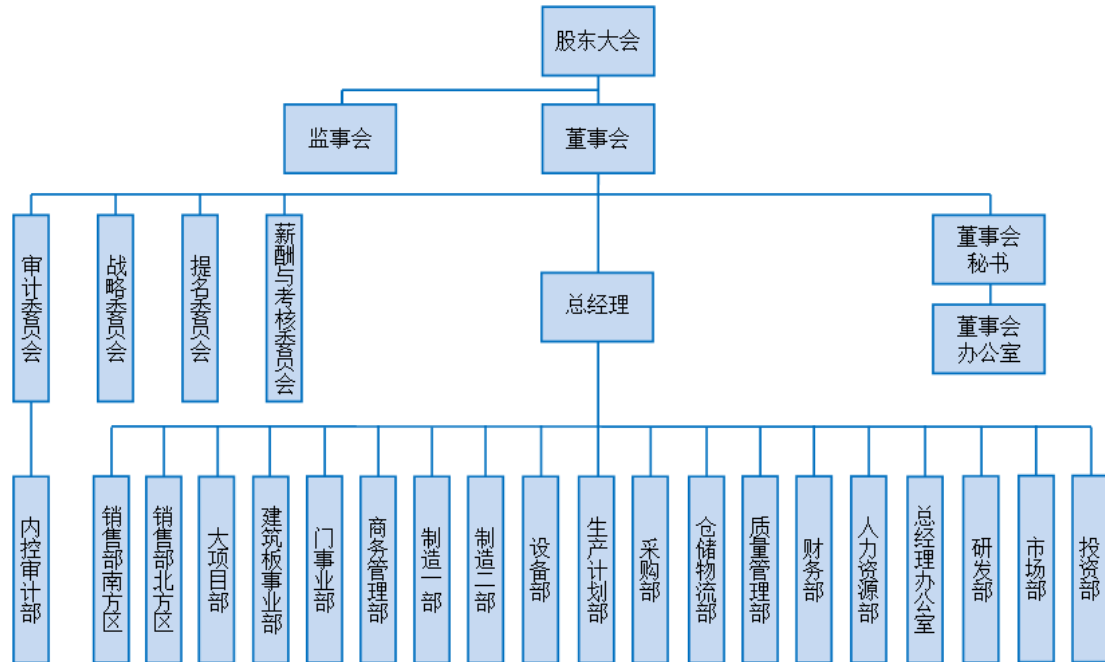 股东大会
监事会
董事会
审计委员会
战略委员会
提名委员会
薪酬与考核委员会
总经理
董事会
秘书
董事会
办公室
内控审计部
销售部南方区
销售部北方区
大项目部
建筑板事业部
门事业部
商务管理部
制造一部
制造二部
设备部
生产计划部
采购部
仓储物流部
质量管理部
财务部
人力资源部
总经理办公室
研发部
市场部
投资部